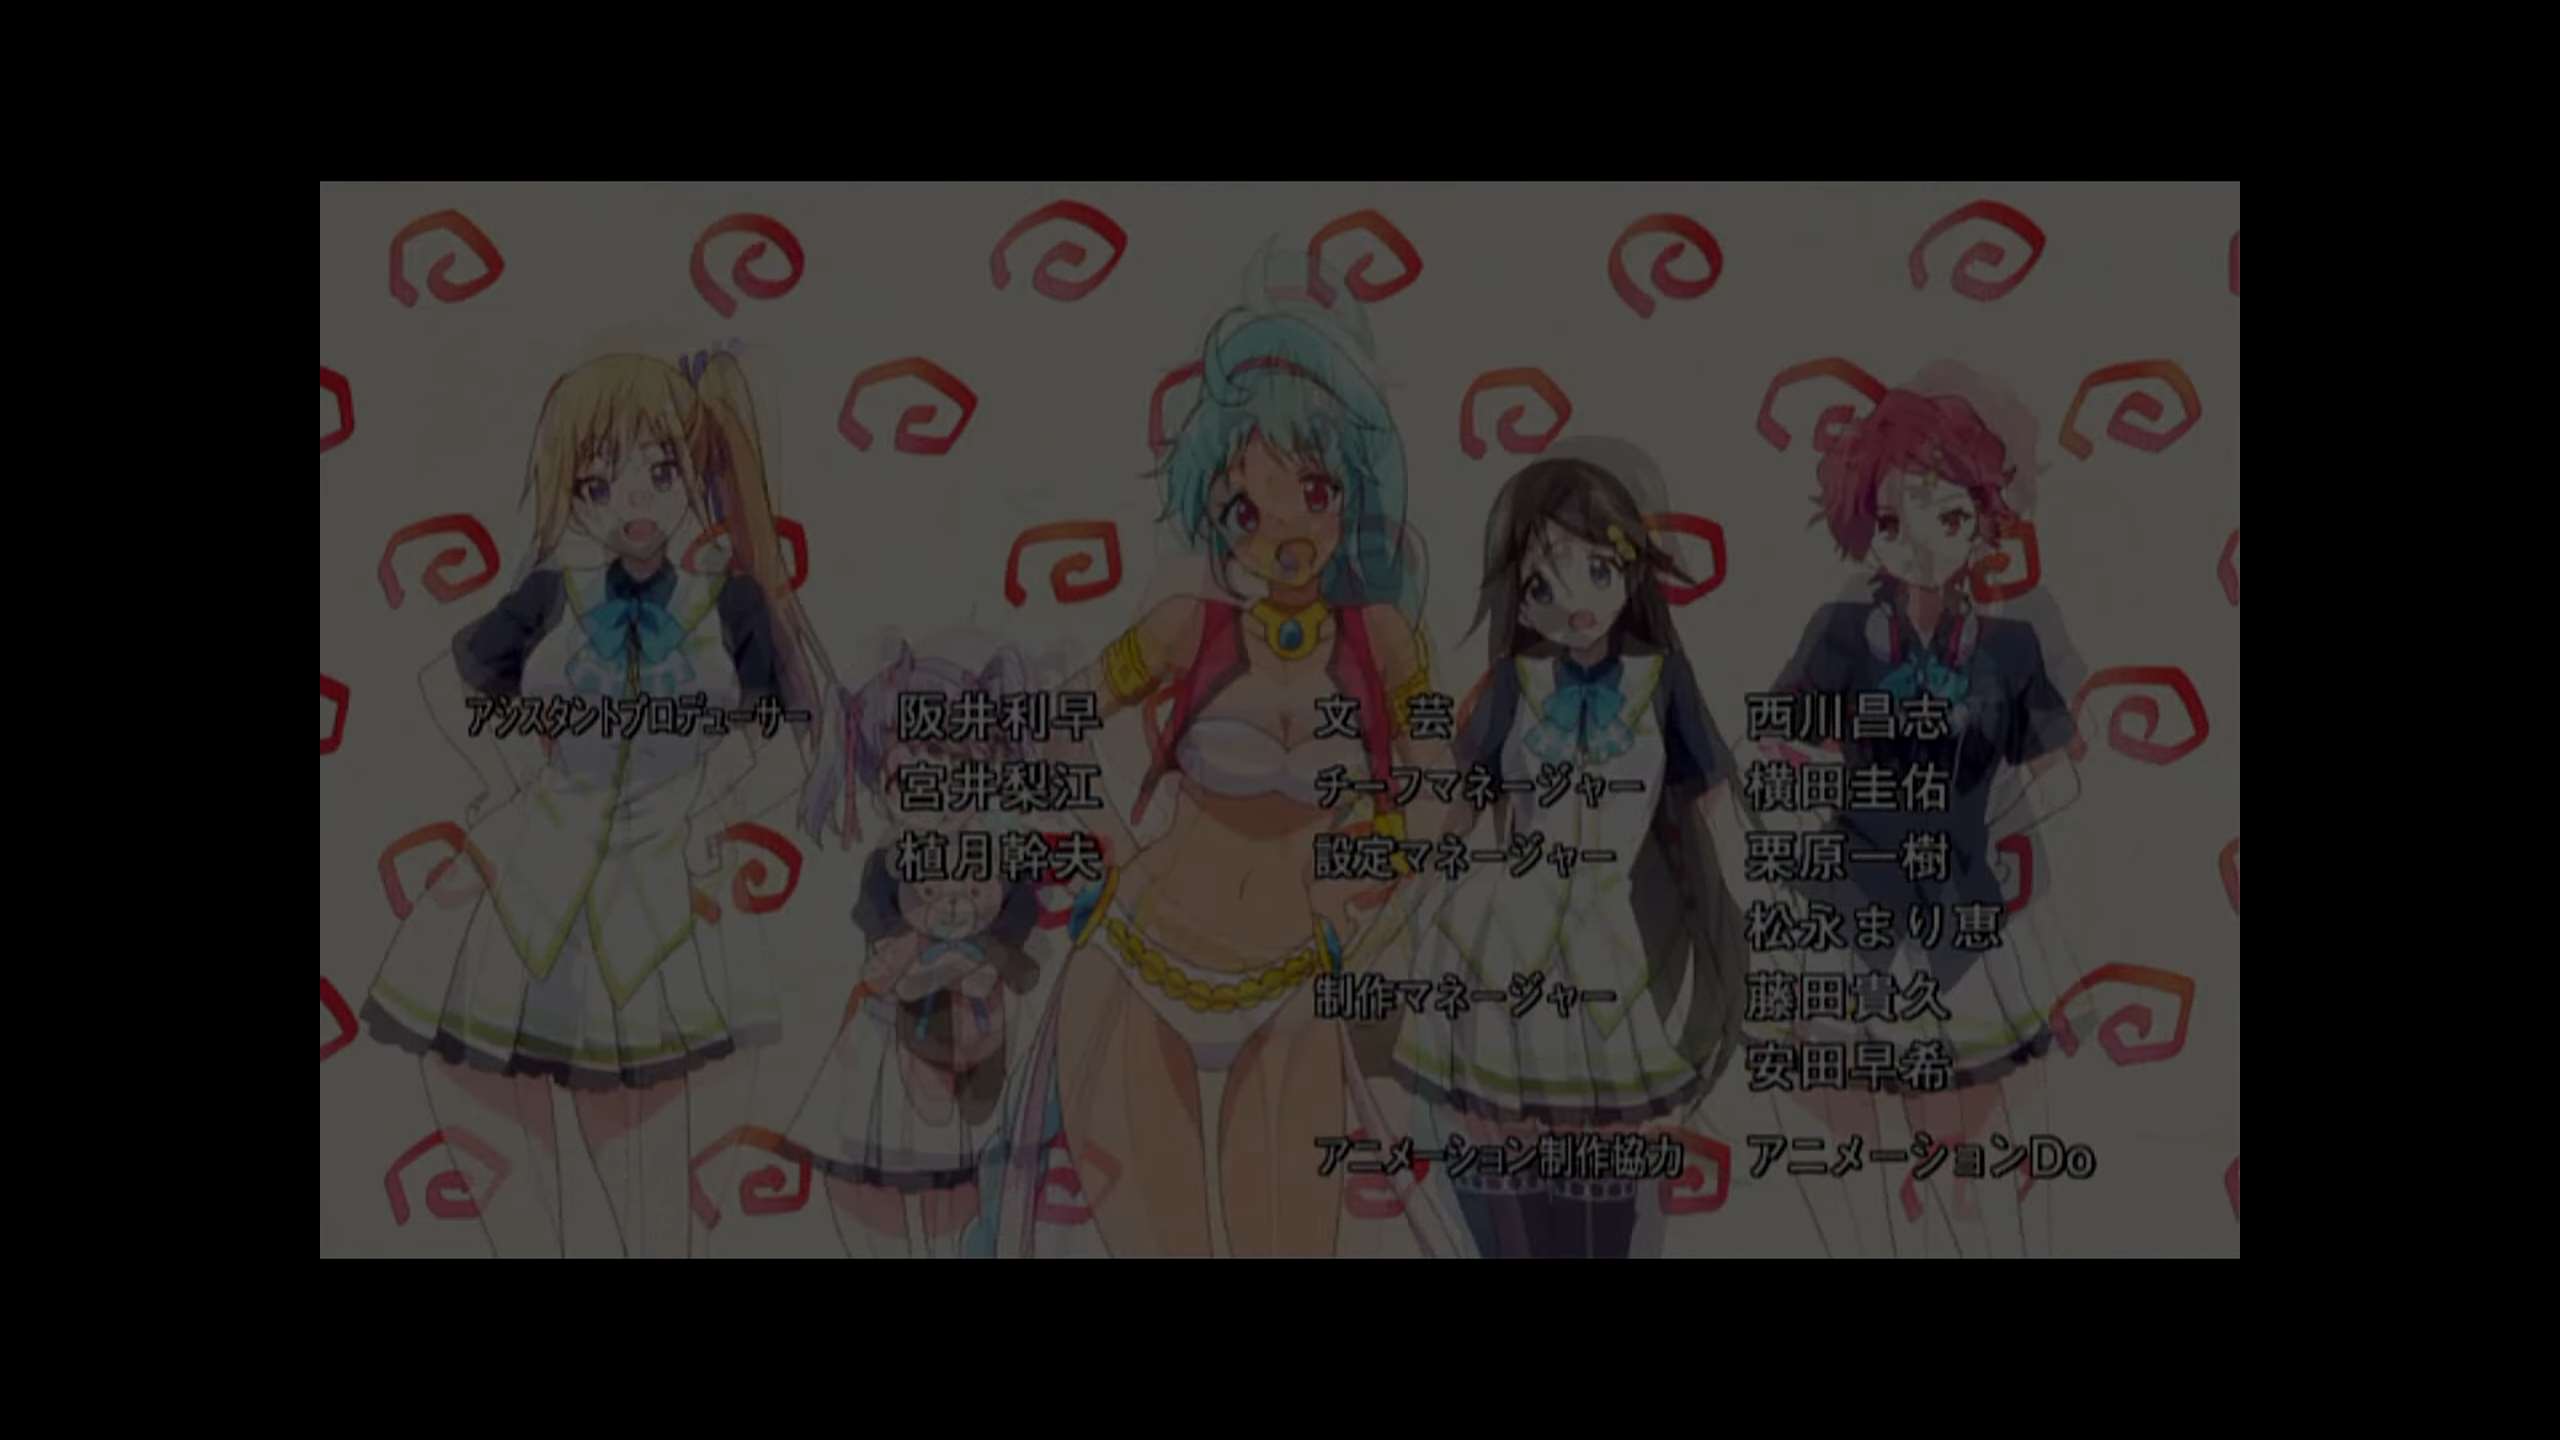 アシスタントプロデューサー 阪井利早
宮井梨江
植月幹夫
文 芸 西川昌志
チーフマネージャー 横田圭佑
設定マネージャー 栗原一樹
松永まり恵
制作マネージャー 藤田貴久
安田早希
アニメーション制作協力 アニメーションDo